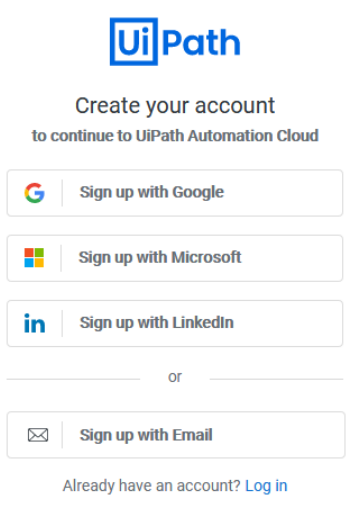 UiPath
Create your account
to continue to UiPath Automation Cloud
Sign up with Google
Sign up with Microsoft
Sign up with LinkedIn
or
Sign up with Email
Already have an account? Log in